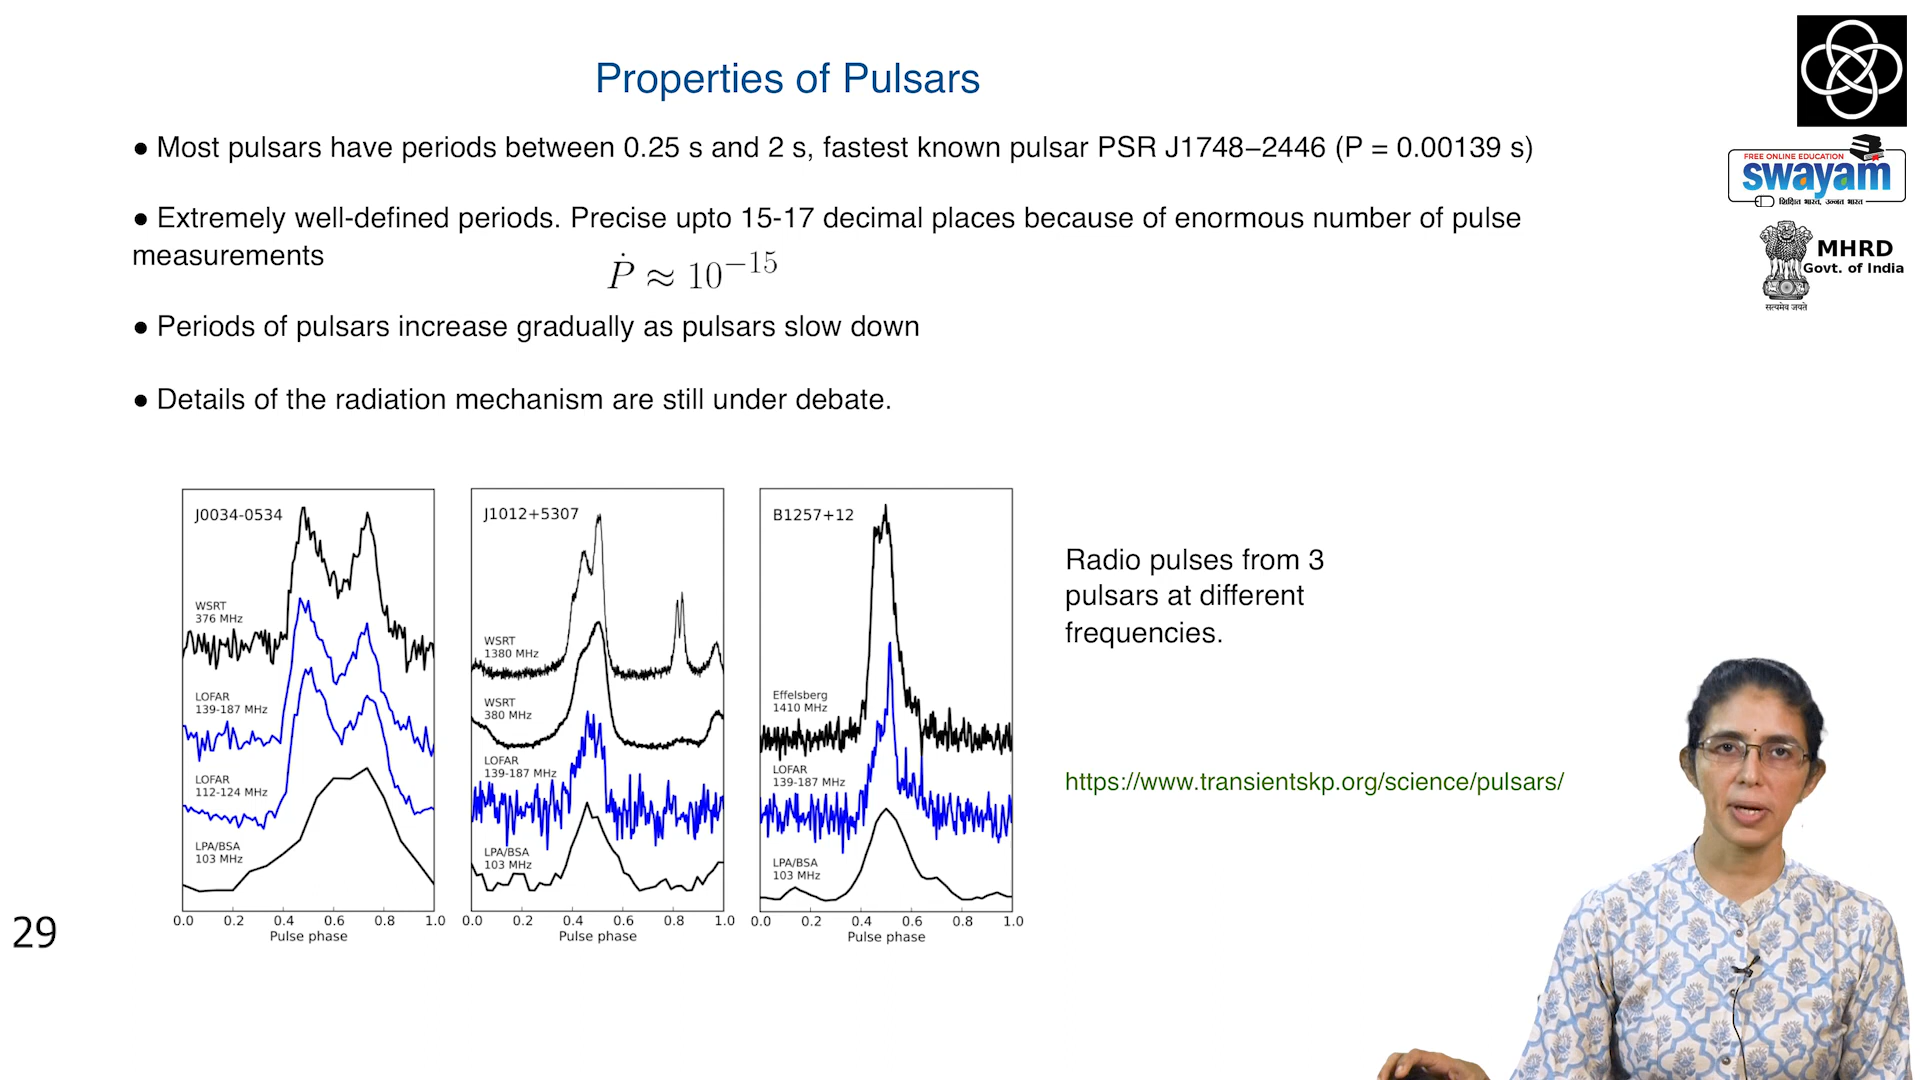 Properties of Pulsars
● Most pulsars have periods between 0.25 s and 2 s, fastest known pulsar PSR J1748–2446 (P = 0.00139 s)
● Extremely well-defined periods. Precise upto 15-17 decimal places because of enormous number of pulse
measurements
Ṗ ≈ 10⁻¹⁵
● Periods of pulsars increase gradually as pulsars slow down
● Details of the radiation mechanism are still under debate.
FREE ONLINE EDUCATION
swayam
शिक्षित भारत, उन्नत भारत
MHRD
Govt. of India
सत्यमेव जयते
J0034-0534
WSRT
376 MHz
LOFAR
139-187 MHz
LOFAR
112-124 MHz
LPA/BSA
103 MHz
0.0 0.2 0.4 0.6 0.8 1.0
Pulse phase
J1012+5307
WSRT
1380 MHz
WSRT
380 MHz
LOFAR
139-187 MHz
LPA/BSA
103 MHz
0.0 0.2 0.4 0.6 0.8 1.0
Pulse phase
B1257+12
Effelsberg
1410 MHz
LOFAR
139-187 MHz
LPA/BSA
103 MHz
0.0 0.2 0.4 0.6 0.8 1.0
Pulse phase
Radio pulses from 3
pulsars at different
frequencies.
https://www.transientskp.org/science/pulsars/
29